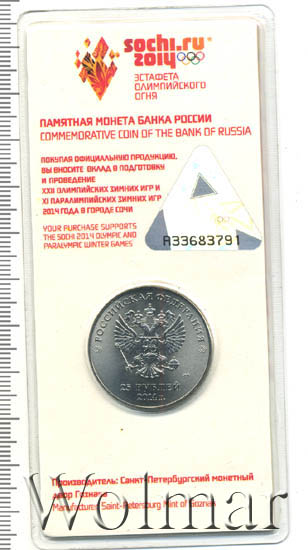 sochi.ru
2014
ЭСТАФЕТА
ОЛИМПИЙСКОГО
ОГНЯ
ПАМЯТНАЯ МОНЕТА БАНКА РОССИИ
COMMEMORATIVE COIN OF THE BANK OF RUSSIA
ПОКУПАЯ ОФИЦИАЛЬНУЮ ПРОДУКЦИЮ,
ВЫ ВНОСИТЕ ВКЛАД В ПОДГОТОВКУ
И ПРОВЕДЕНИЕ
XXII ОЛИМПИЙСКИХ ЗИМНИХ ИГР И
XI ПАРАЛИМПИЙСКИХ ЗИМНИХ ИГР
2014 ГОДА В ГОРОДЕ СОЧИ
YOUR PURCHASE SUPPORTS
THE SOCHI 2014 OLYMPIC AND
PARALYMPIC WINTER GAMES
A33683791
РОССИЙСКАЯ ФЕДЕРАЦИЯ
25 РУБЛЕЙ
Производитель: Санкт-Петербургский монетный
двор Гознака
Manufacturer: Saint-Petersburg Mint of Goznak
Wolmar